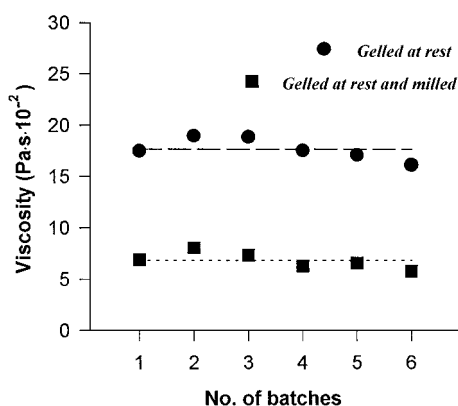 30
25
20
15
10
5
0
Viscosity (Pa·s·10⁻²)
Gelled at rest
Gelled at rest and milled
1 2 3 4 5 6
No. of batches